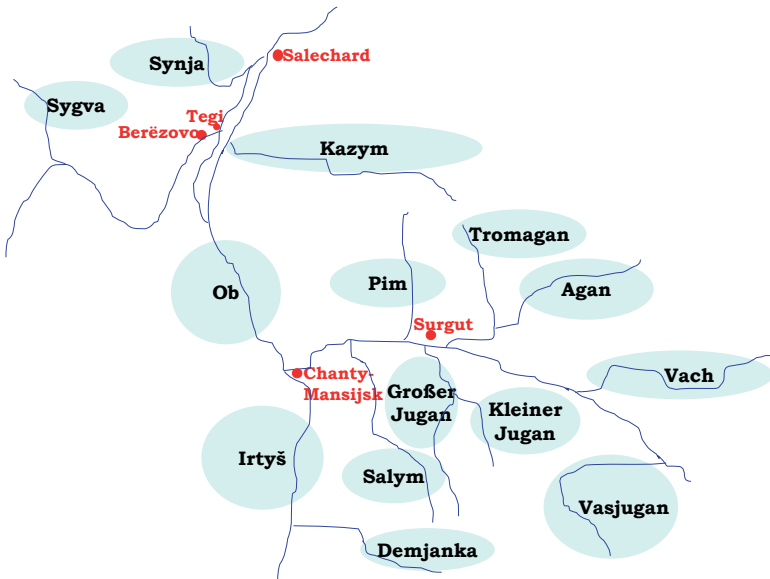 Salechard
Synja
Sygva
Tegi
Berëzovo
Kazym
Tromagan
Pim
Agan
Ob
Surgut
Chanty-
Mansijsk
Vach
Großer
Jugan
Kleiner
Jugan
Irtyš
Salym
Vasjugan
Demjanka